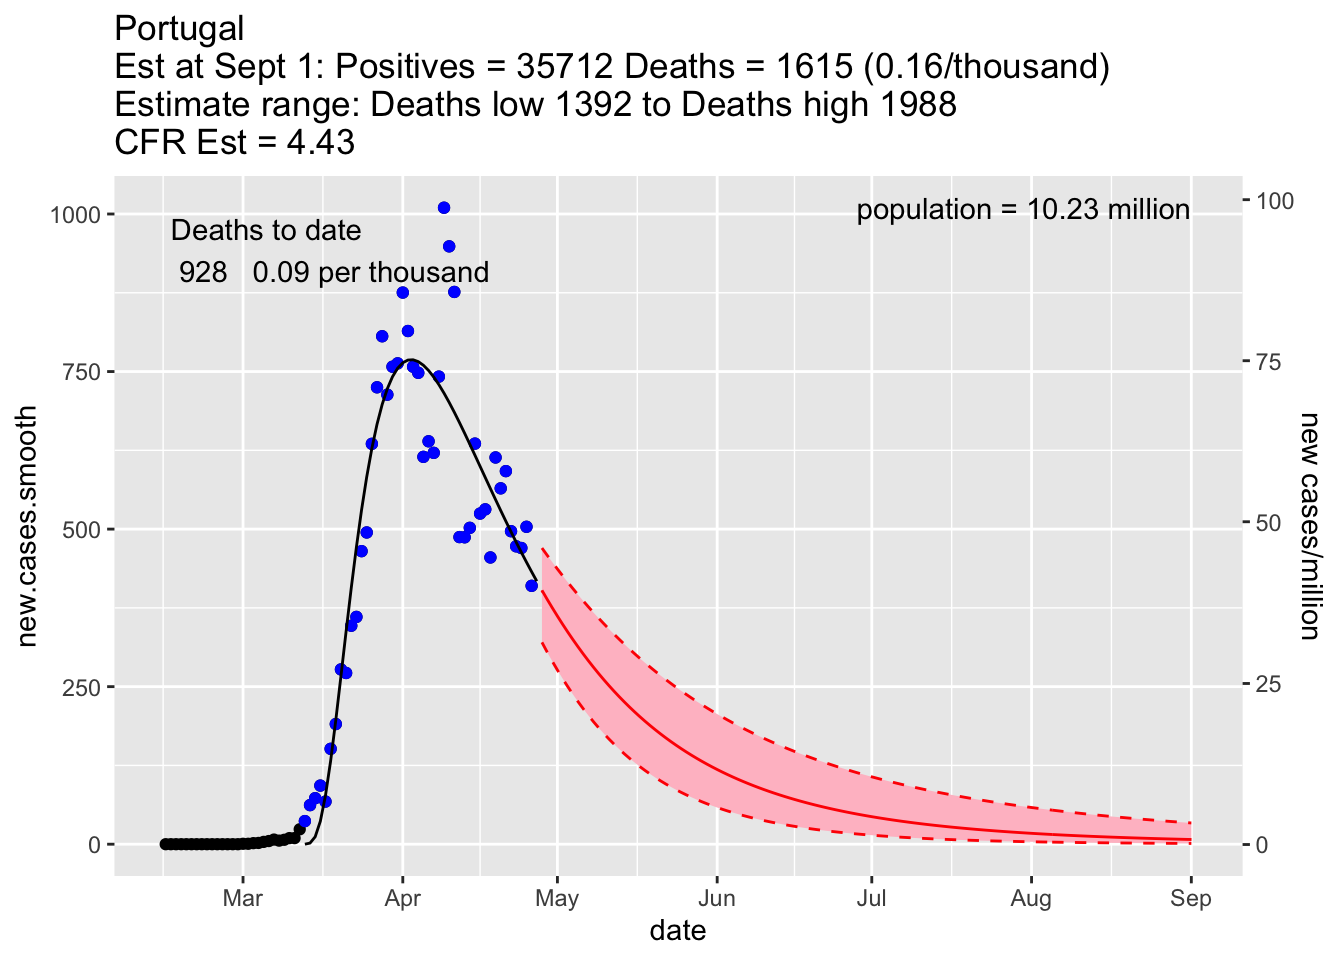 Portugal
Est at Sept 1: Positives = 35712 Deaths = 1615 (0.16/thousand)
Estimate range: Deaths low 1392 to Deaths high 1988
CFR Est = 4.43
population = 10.23 million
Deaths to date
928 0.09 per thousand
1000
750
500
250
0
new.cases.smooth
100
75
50
25
0
new cases/million
Mar Apr May Jun Jul Aug Sep
date